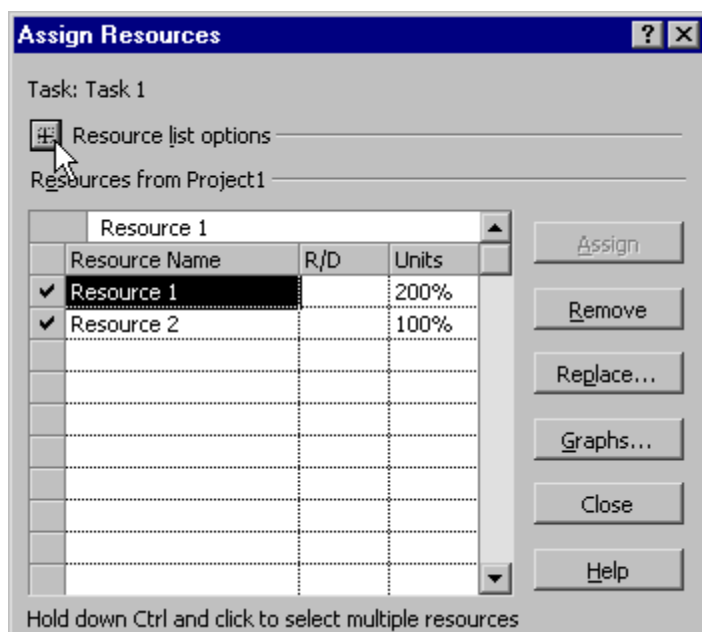 Assign Resources
Task: Task 1
Resource list options
Resources from Project1
Resource 1
Resource Name R/D Units
Resource 1 200%
Resource 2 100%
Assign
Remove
Replace...
Graphs...
Close
Help
Hold down Ctrl and click to select multiple resources